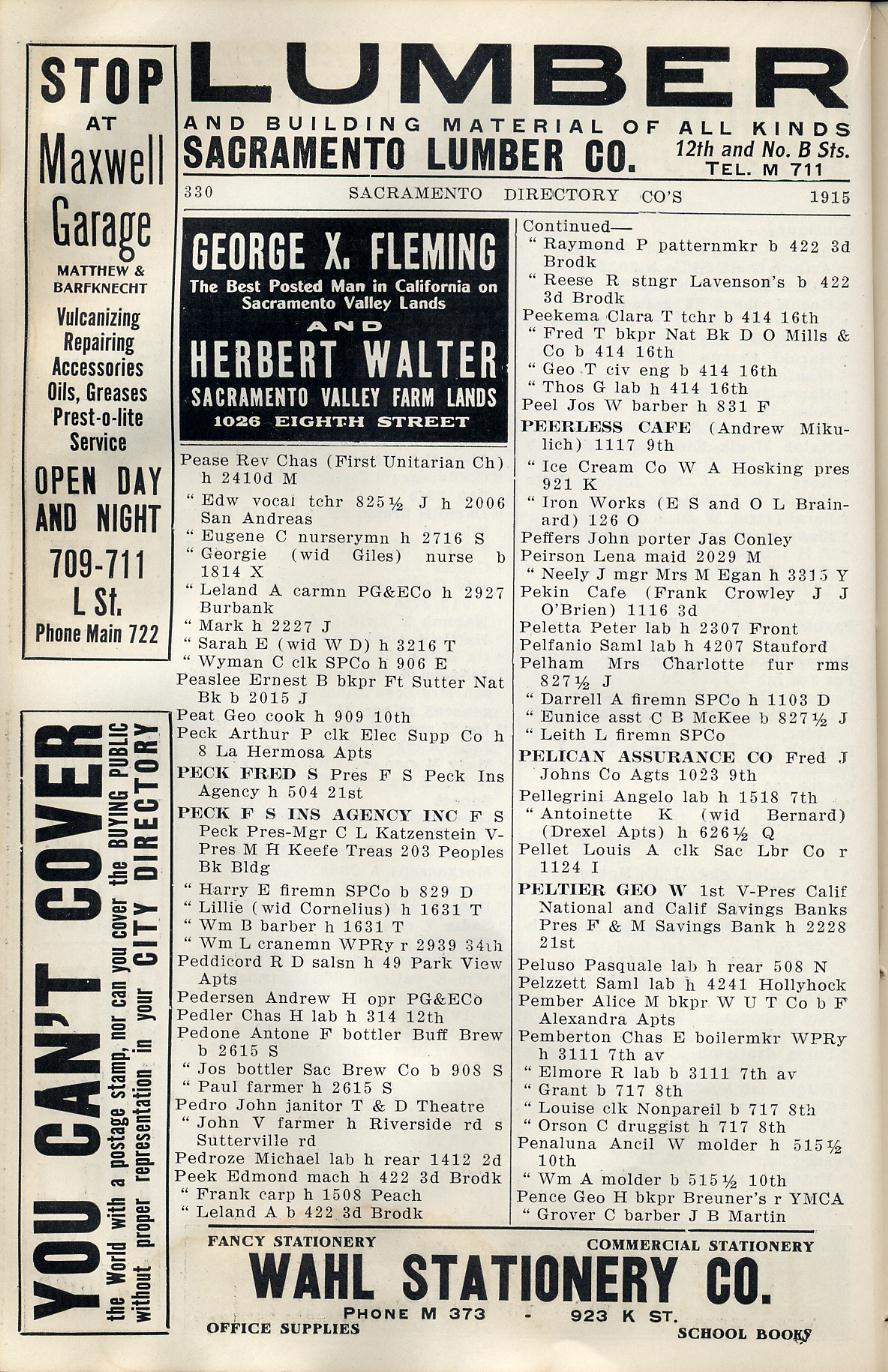 LUMBER
AND BUILDING MATERIAL OF ALL KINDS
SACRAMENTO LUMBER CO. 12th and No. B Sts.
TEL. M 711
STOP
AT
Maxwell
Garage
MATTHEW &
BARFKNECHT
Vulcanizing
Repairing
Accessories
Oils, Greases
Prest-o-lite
Service
OPEN DAY
AND NIGHT
709-711
L St.
Phone Main 722
YOU CAN'T COVER
the World with a postage stamp, nor can you cover the BUYING PUBLIC
without proper representation in your CITY DIRECTORY
330 SACRAMENTO DIRECTORY CO'S 1915
GEORGE X. FLEMING
The Best Posted Man in California on
Sacramento Valley Lands
AND
HERBERT WALTER
SACRAMENTO VALLEY FARM LANDS
1026 EIGHTH STREET
Pease Rev Chas (First Unitarian Ch)
h 2410d M
" Edw vocal tchr 825½ J h 2006
San Andreas
" Eugene C nurserymn h 2716 S
" Georgie (wid Giles) nurse b
1814 X
" Leland A carmn PG&ECo h 2927
Burbank
" Mark h 2227 J
" Sarah E (wid W D) h 3216 T
" Wyman C clk SPCo h 906 E
Peaslee Ernest B bkpr Ft Sutter Nat
Bk b 2015 J
Peat Geo cook h 909 10th
Peck Arthur P clk Elec Supp Co h
8 La Hermosa Apts
PECK FRED S Pres F S Peck Ins
Agency h 504 21st
PECK F S INS AGENCY INC F S
Peck Pres-Mgr C L Katzenstein V-
Pres M H Keefe Treas 203 Peoples
Bk Bldg
" Harry E firemn SPCo b 829 D
" Lillie (wid Cornelius) h 1631 T
" Wm B barber h 1631 T
" Wm L cranemn WPRy r 2939 34th
Peddicord R D salsn h 49 Park View
Apts
Pedersen Andrew H opr PG&ECo
Pedler Chas H lab h 314 12th
Pedone Antone F bottler Buff Brew
b 2615 S
" Jos bottler Sac Brew Co b 908 S
" Paul farmer h 2615 S
Pedro John janitor T & D Theatre
" John V farmer h Riverside rd s
Sutterville rd
Pedroze Michael lab h rear 1412 2d
Peek Edmond mach h 422 3d Brodk
" Frank carp h 1508 Peach
" Leland A b 422 3d Brodk
Continued—
" Raymond P patternmkr b 422 3d
Brodk
" Reese R stngr Lavenson's b 422
3d Brodk
Peekema Clara T tchr b 414 16th
" Fred T bkpr Nat Bk D O Mills &
Co b 414 16th
" Geo T civ eng b 414 16th
" Thos G lab h 414 16th
Peel Jos W barber h 831 F
PEERLESS CAFE (Andrew Miku-
lich) 1117 9th
" Ice Cream Co W A Hosking pres
921 K
" Iron Works (E S and O L Brain-
ard) 126 O
Peffers John porter Jas Conley
Peirson Lena maid 2029 M
" Neely J mgr Mrs M Egan h 3315 Y
Pekin Cafe (Frank Crowley J J
O'Brien) 1116 3d
Peletta Peter lab h 2307 Front
Pelfanio Saml lab h 4207 Stanford
Pelham Mrs Charlotte fur rms
827½ J
" Darrell A firemn SPCo h 1103 D
" Eunice asst C B McKee b 827½ J
" Leith L firemn SPCo
PELICAN ASSURANCE CO Fred J
Johns Co Agts 1023 9th
Pellegrini Angelo lab h 1518 7th
" Antoinette K (wid Bernard)
(Drexel Apts) h 626½ Q
Pellet Louis A clk Sac Lbr Co r
1124 I
PELTIER GEO W 1st V-Pres Calif
National and Calif Savings Banks
Pres F & M Savings Bank h 2228
21st
Peluso Pasquale lab h rear 508 N
Pelzzett Saml lab h 4241 Hollyhock
Pember Alice M bkpr W U T Co b F
Alexandra Apts
Pemberton Chas E boilermkr WPRy
h 3111 7th av
" Elmore R lab b 3111 7th av
" Grant b 717 8th
" Louise clk Nonpareil b 717 8th
" Orson C druggist h 717 8th
Penaluna Ancil W molder h 515½
10th
" Wm A molder b 515½ 10th
Pence Geo H bkpr Breuner's r YMCA
" Grover C barber J B Martin
FANCY STATIONERY COMMERCIAL STATIONERY
WAHL STATIONERY CO.
PHONE M 373 - 923 K ST.
OFFICE SUPPLIES SCHOOL BOOKS